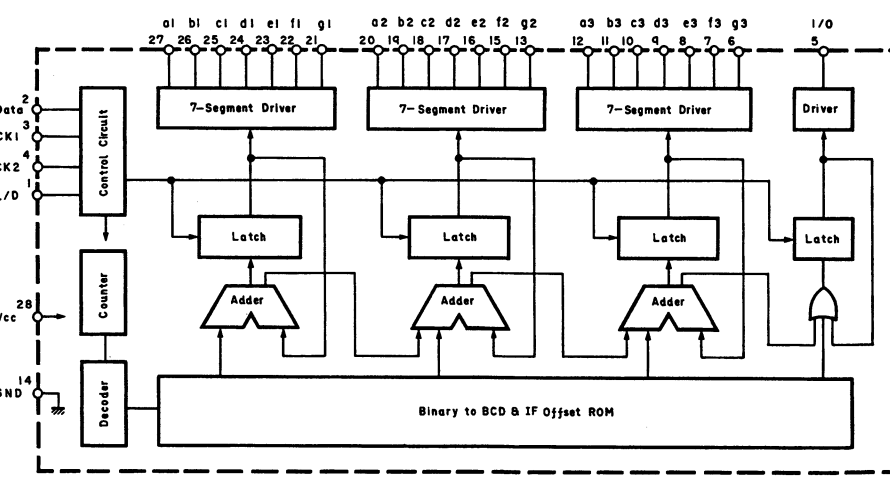 a1 b1 c1 d1 e1 f1 g1 a2 b2 c2 d2 e2 f2 g2 a3 b3 c3 d3 e3 f3 g3 I/O
27 26 25 24 23 22 21 20 19 18 17 16 15 13 12 11 10 9 8 7 6 5
7-Segment Driver 7-Segment Driver 7-Segment Driver Driver
Data 2
CK1 3
CK2 4
L/D 1
Control Circuit
Latch Latch Latch Latch
Counter
Vcc 28
Adder Adder Adder
GND 14
Decoder
Binary to BCD & IF Offset ROM